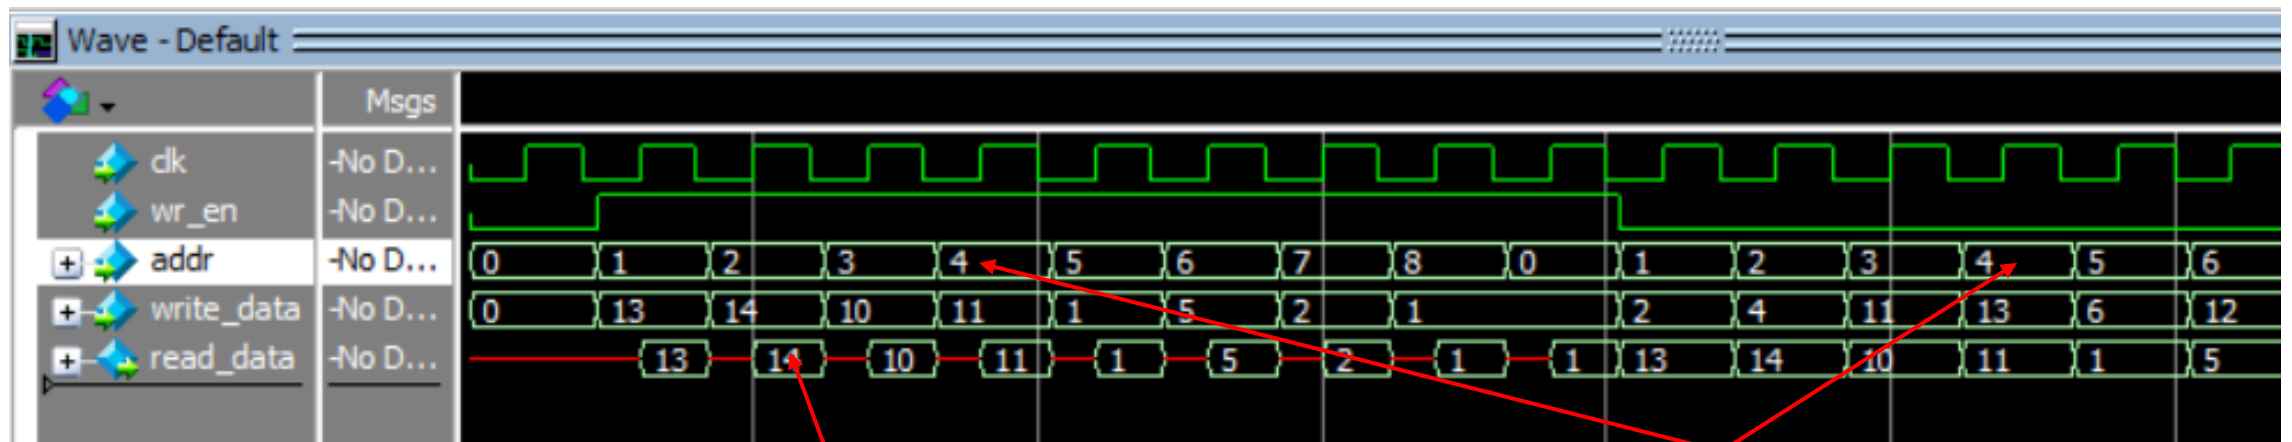 Wave - Default
Msgs
clk -No D...
wr_en -No D...
addr -No D... 0 1 2 3 4 5 6 7 8 0 1 2 3 4 5 6
write_data -No D... 0 13 14 10 11 1 5 2 1 2 4 11 13 6 12
read_data -No D... 13 14 10 11 1 5 2 1 1 13 14 10 11 1 5